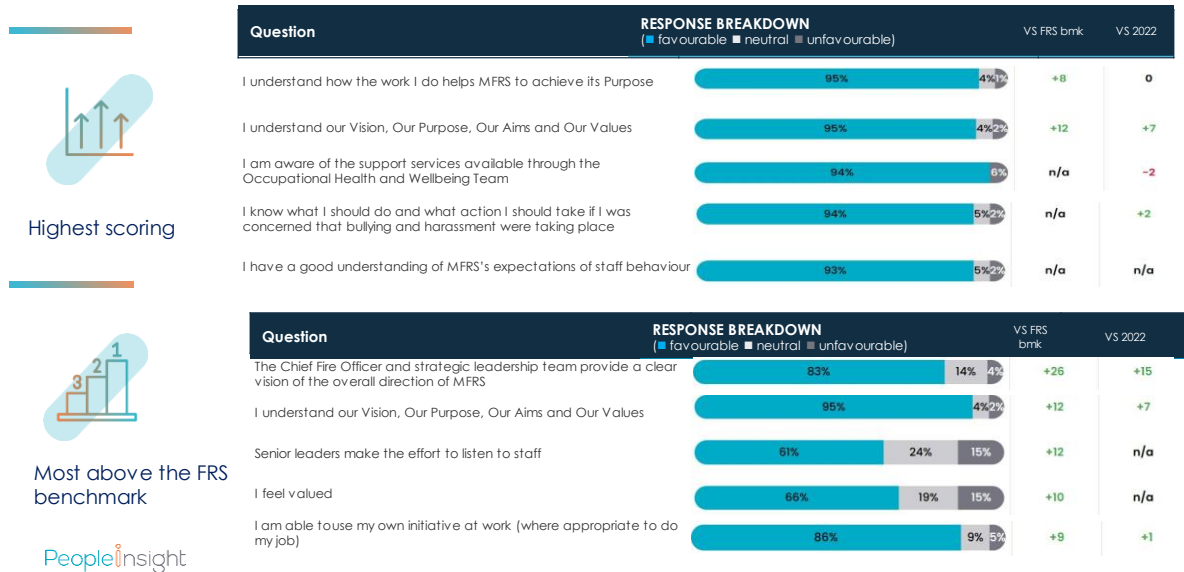 Question
RESPONSE BREAKDOWN
(■ favourable ■ neutral ■ unfavourable)
VS FRS bmk
VS 2022
I understand how the work I do helps MFRS to achieve its Purpose
95%
4%
1%
+8
0
I understand our Vision, Our Purpose, Our Aims and Our Values
95%
4%
2%
+12
+7
I am aware of the support services available through the
Occupational Health and Wellbeing Team
94%
6%
n/a
-2
I know what I should do and what action I should take if I was
concerned that bullying and harassment were taking place
94%
5%
2%
n/a
+2
I have a good understanding of MFRS's expectations of staff behaviour
93%
5%
2%
n/a
n/a
Highest scoring
Question
RESPONSE BREAKDOWN
(■ favourable ■ neutral ■ unfavourable)
VS FRS
bmk
VS 2022
The Chief Fire Officer and strategic leadership team provide a clear
vision of the overall direction of MFRS
83%
14%
4%
+26
+15
I understand our Vision, Our Purpose, Our Aims and Our Values
95%
4%
2%
+12
+7
Senior leaders make the effort to listen to staff
61%
24%
15%
+12
n/a
I feel valued
66%
19%
15%
+10
n/a
I am able to use my own initiative at work (where appropriate to do
my job)
86%
9%
5%
+9
+1
3
2
1
Most above the FRS
benchmark
PeopleInsight